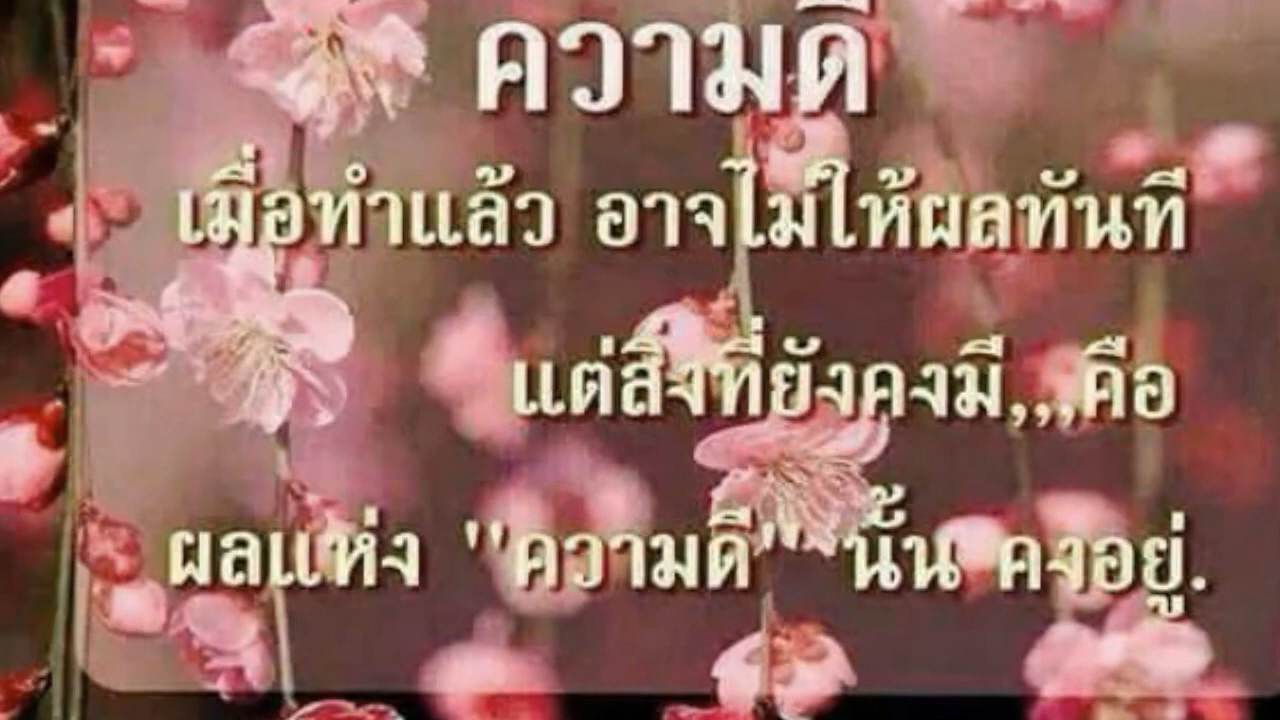 ความดี
เมื่อทำแล้ว อาจไม่ให้ผลทันที
แต่สิ่งที่ยังคงมี,,,คือ
ผลแห่ง "ความดี" นั้น คงอยู่.